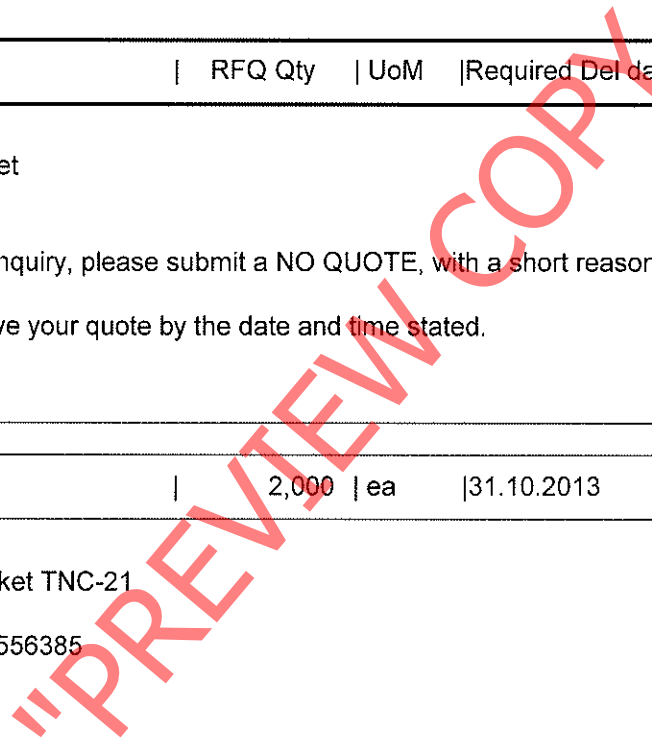 | RFQ Qty | UoM |Required Del da
et
nquiry, please submit a NO QUOTE, with a short reason
ve your quote by the date and time stated.
| 2,000 | ea |31.10.2013
ket TNC-21
556385
"PREVIEW COPY